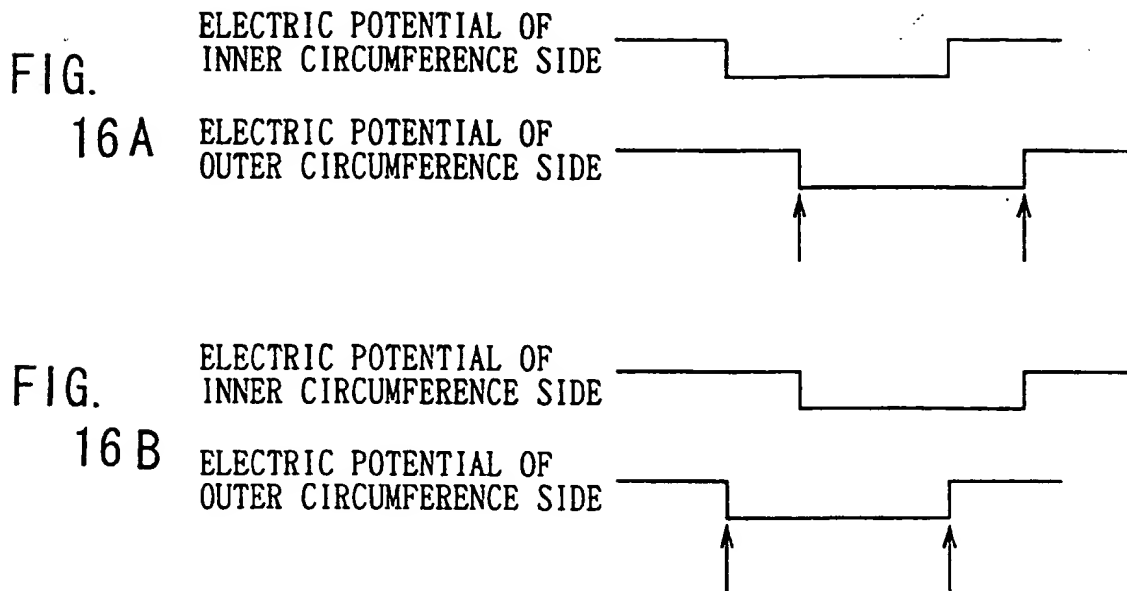 FIG.
16A
ELECTRIC POTENTIAL OF
INNER CIRCUMFERENCE SIDE
ELECTRIC POTENTIAL OF
OUTER CIRCUMFERENCE SIDE
FIG.
16B
ELECTRIC POTENTIAL OF
INNER CIRCUMFERENCE SIDE
ELECTRIC POTENTIAL OF
OUTER CIRCUMFERENCE SIDE